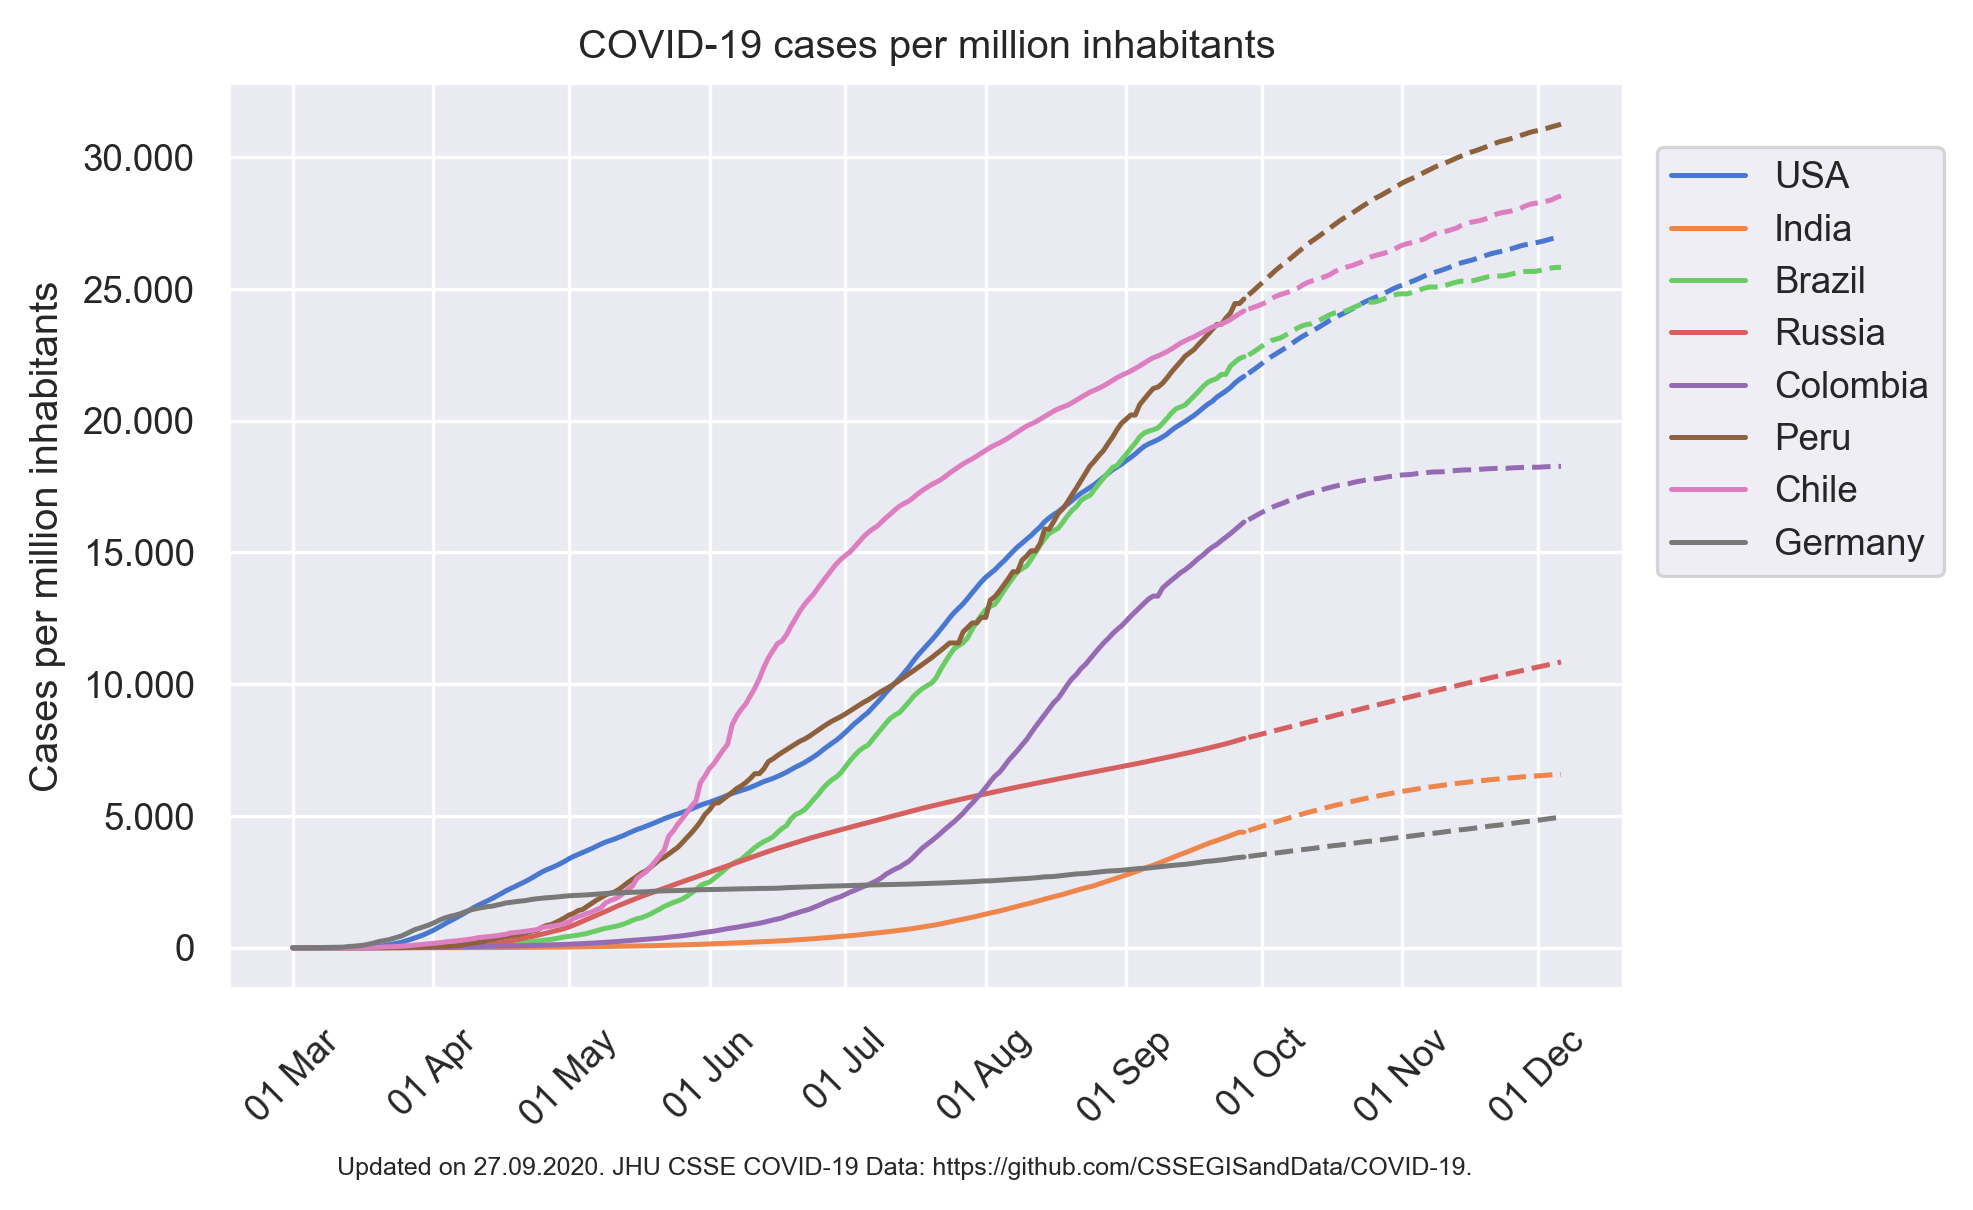 COVID-19 cases per million inhabitants
Cases per million inhabitants
30.000
25.000
20.000
15.000
10.000
5.000
0
01 Mar
01 Apr
01 May
01 Jun
01 Jul
01 Aug
01 Sep
01 Oct
01 Nov
01 Dec
USA
India
Brazil
Russia
Colombia
Peru
Chile
Germany
Updated on 27.09.2020. JHU CSSE COVID-19 Data: https://github.com/CSSEGISandData/COVID-19.